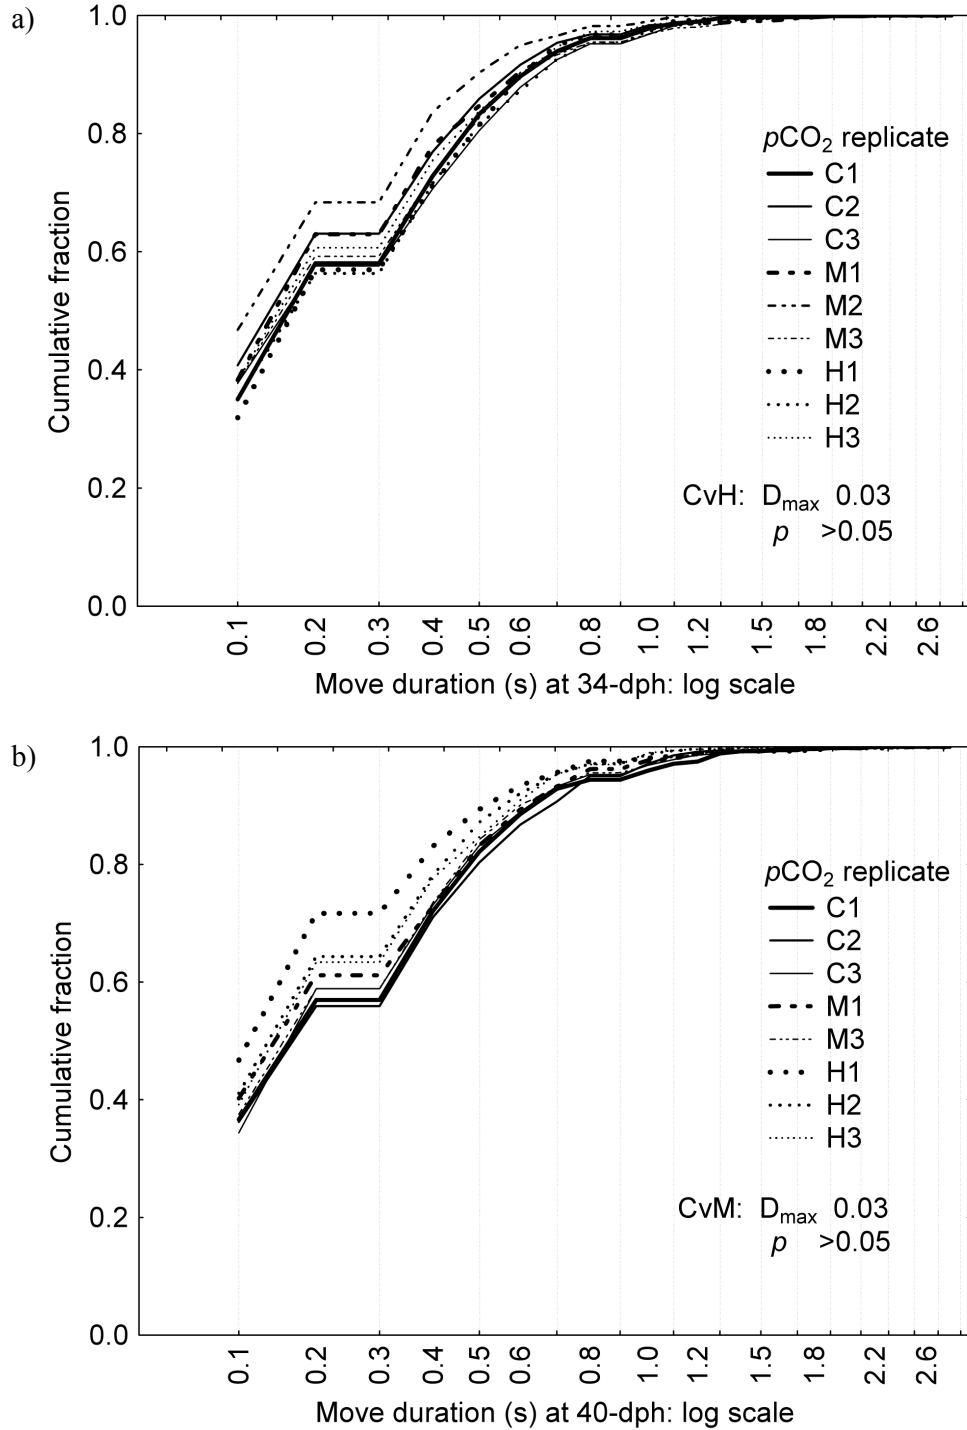 a)
1.0
0.8
0.6
0.4
0.2
0.0
Cumulative fraction
pCO2 replicate
C1
C2
C3
M1
M2
M3
H1
H2
H3
CvH: Dmax 0.03
p >0.05
0.1 0.2 0.3 0.4 0.5 0.6 0.8 1.0 1.2 1.5 1.8 2.2 2.6
Move duration (s) at 34-dph: log scale
b)
1.0
0.8
0.6
0.4
0.2
0.0
Cumulative fraction
pCO2 replicate
C1
C2
C3
M1
M3
H1
H2
H3
CvM: Dmax 0.03
p >0.05
0.1 0.2 0.3 0.4 0.5 0.6 0.8 1.0 1.2 1.5 1.8 2.2 2.6
Move duration (s) at 40-dph: log scale